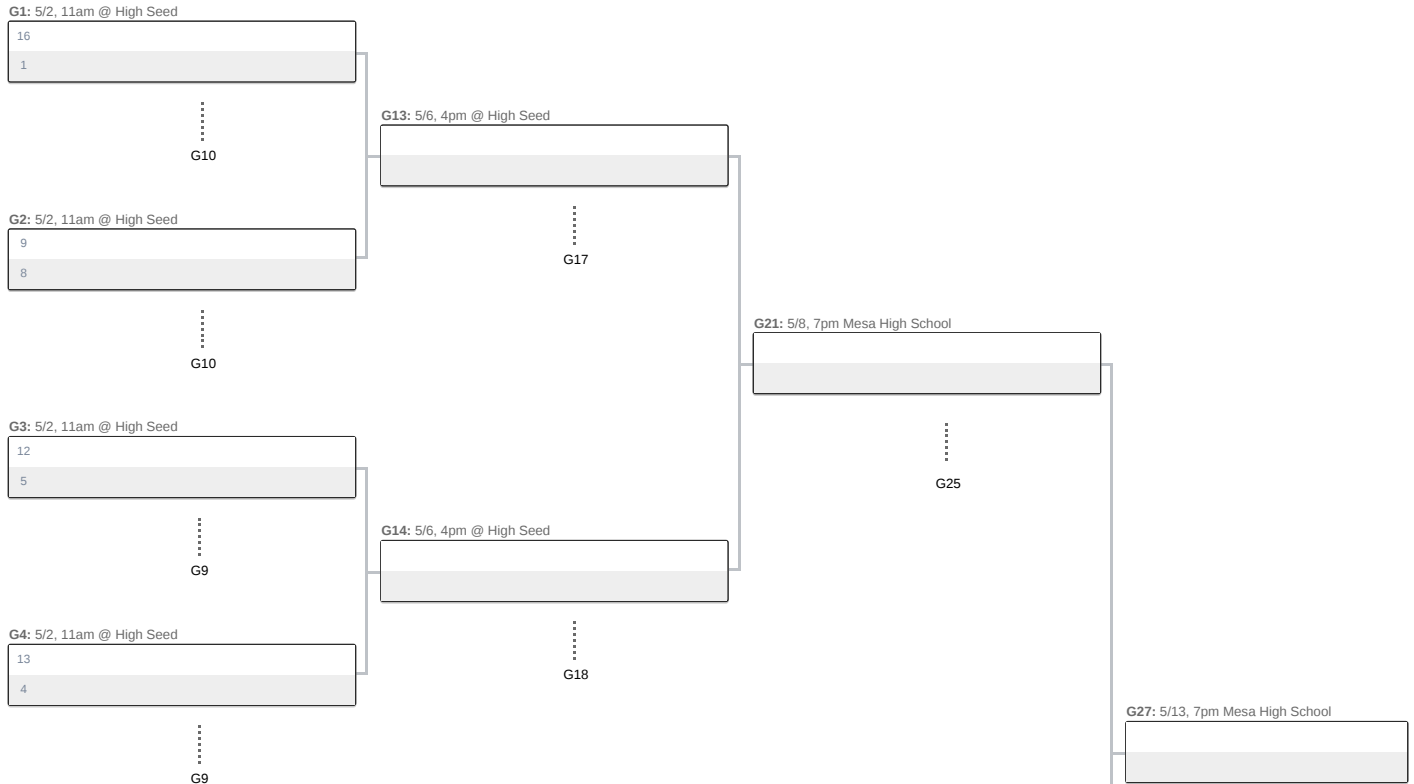 G1: 5/2, 11am @ High Seed
16
1
G10
G2: 5/2, 11am @ High Seed
9
8
G10
G3: 5/2, 11am @ High Seed
12
5
G9
G4: 5/2, 11am @ High Seed
13
4
G9
G13: 5/6, 4pm @ High Seed
G17
G14: 5/6, 4pm @ High Seed
G18
G21: 5/8, 7pm Mesa High School
G25
G27: 5/13, 7pm Mesa High School